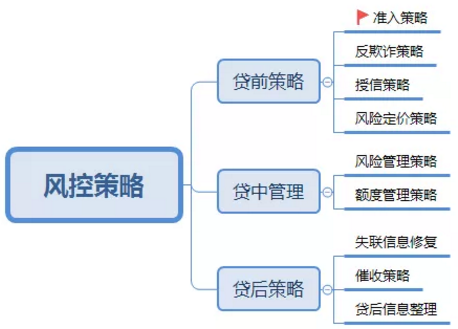 风控策略
贷前策略
准入策略
反欺诈策略
授信策略
风险定价策略
贷中管理
风险管理策略
额度管理策略
贷后策略
失联信息修复
催收策略
贷后信息整理